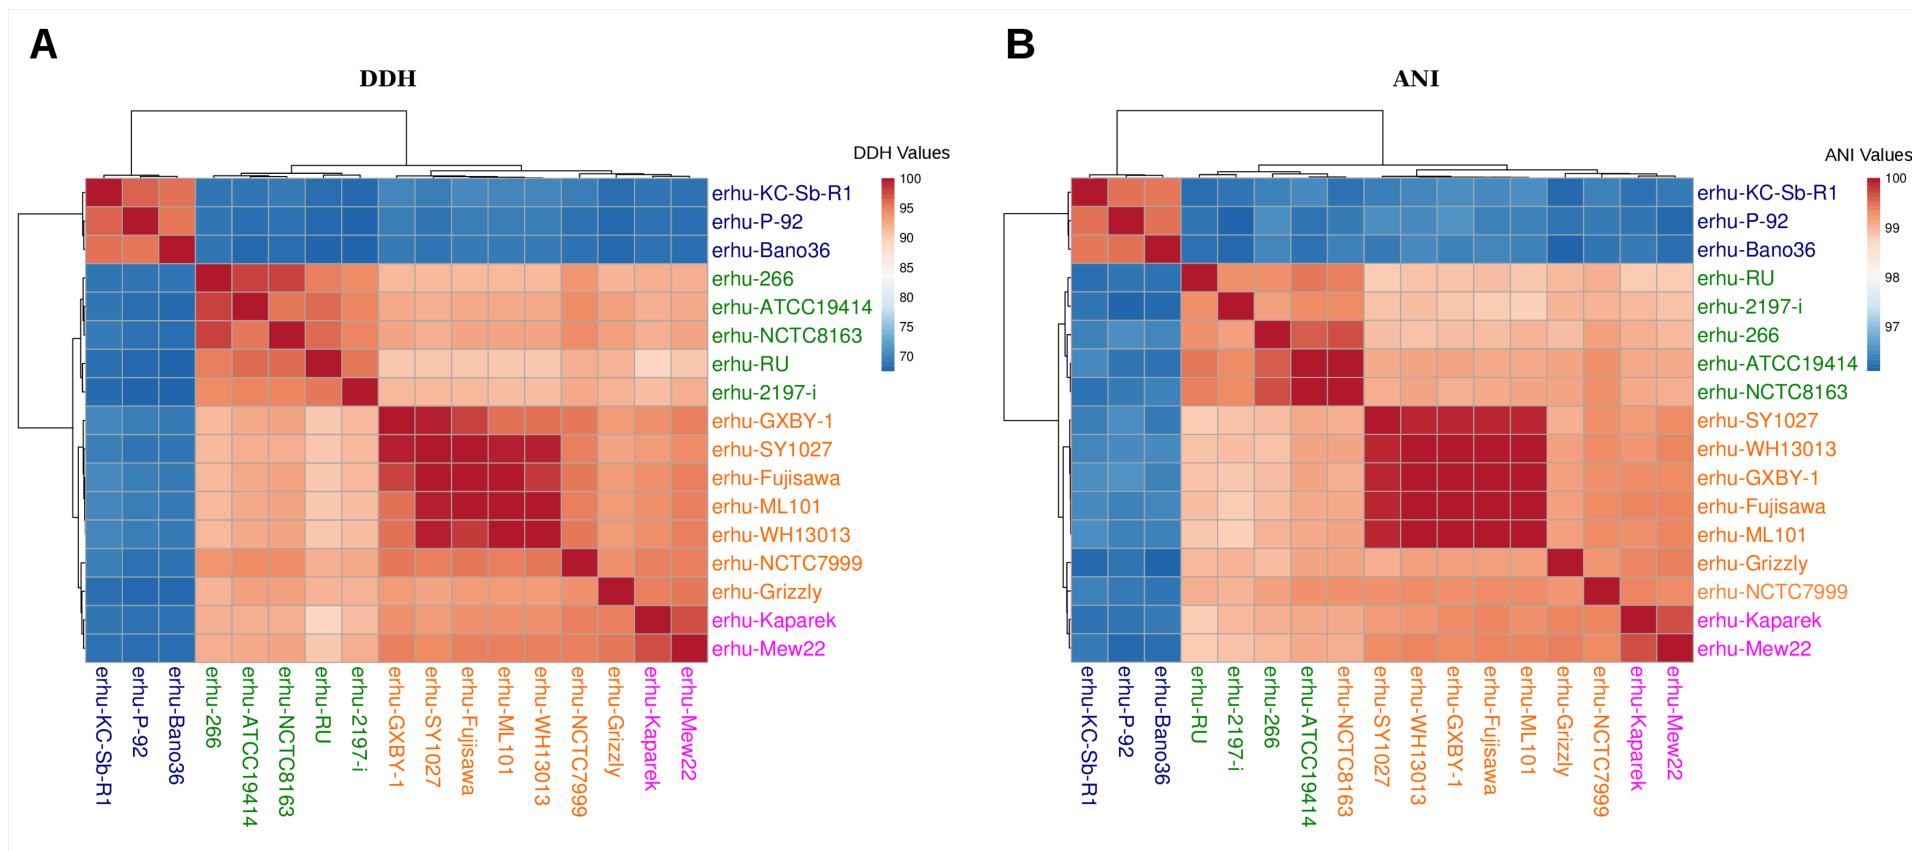 A
DDH
DDH Values
100
95
90
85
80
75
70
erhu-KC-Sb-R1
erhu-P-92
erhu-Bano36
erhu-266
erhu-ATCC19414
erhu-NCTC8163
erhu-RU
erhu-2197-i
erhu-GXBY-1
erhu-SY1027
erhu-Fujisawa
erhu-ML101
erhu-WH13013
erhu-NCTC7999
erhu-Grizzly
erhu-Kaparek
erhu-Mew22
erhu-KC-Sb-R1
erhu-P-92
erhu-Bano36
erhu-266
erhu-ATCC19414
erhu-NCTC8163
erhu-RU
erhu-2197-i
erhu-GXBY-1
erhu-SY1027
erhu-Fujisawa
erhu-ML101
erhu-WH13013
erhu-NCTC7999
erhu-Grizzly
erhu-Kaparek
erhu-Mew22
B
ANI
ANI Values
100
99
98
97
erhu-KC-Sb-R1
erhu-P-92
erhu-Bano36
erhu-RU
erhu-2197-i
erhu-266
erhu-ATCC19414
erhu-NCTC8163
erhu-SY1027
erhu-WH13013
erhu-GXBY-1
erhu-Fujisawa
erhu-ML101
erhu-Grizzly
erhu-NCTC7999
erhu-Kaparek
erhu-Mew22
erhu-KC-Sb-R1
erhu-P-92
erhu-Bano36
erhu-RU
erhu-2197-i
erhu-266
erhu-ATCC19414
erhu-NCTC8163
erhu-SY1027
erhu-WH13013
erhu-GXBY-1
erhu-Fujisawa
erhu-ML101
erhu-Grizzly
erhu-NCTC7999
erhu-Kaparek
erhu-Mew22